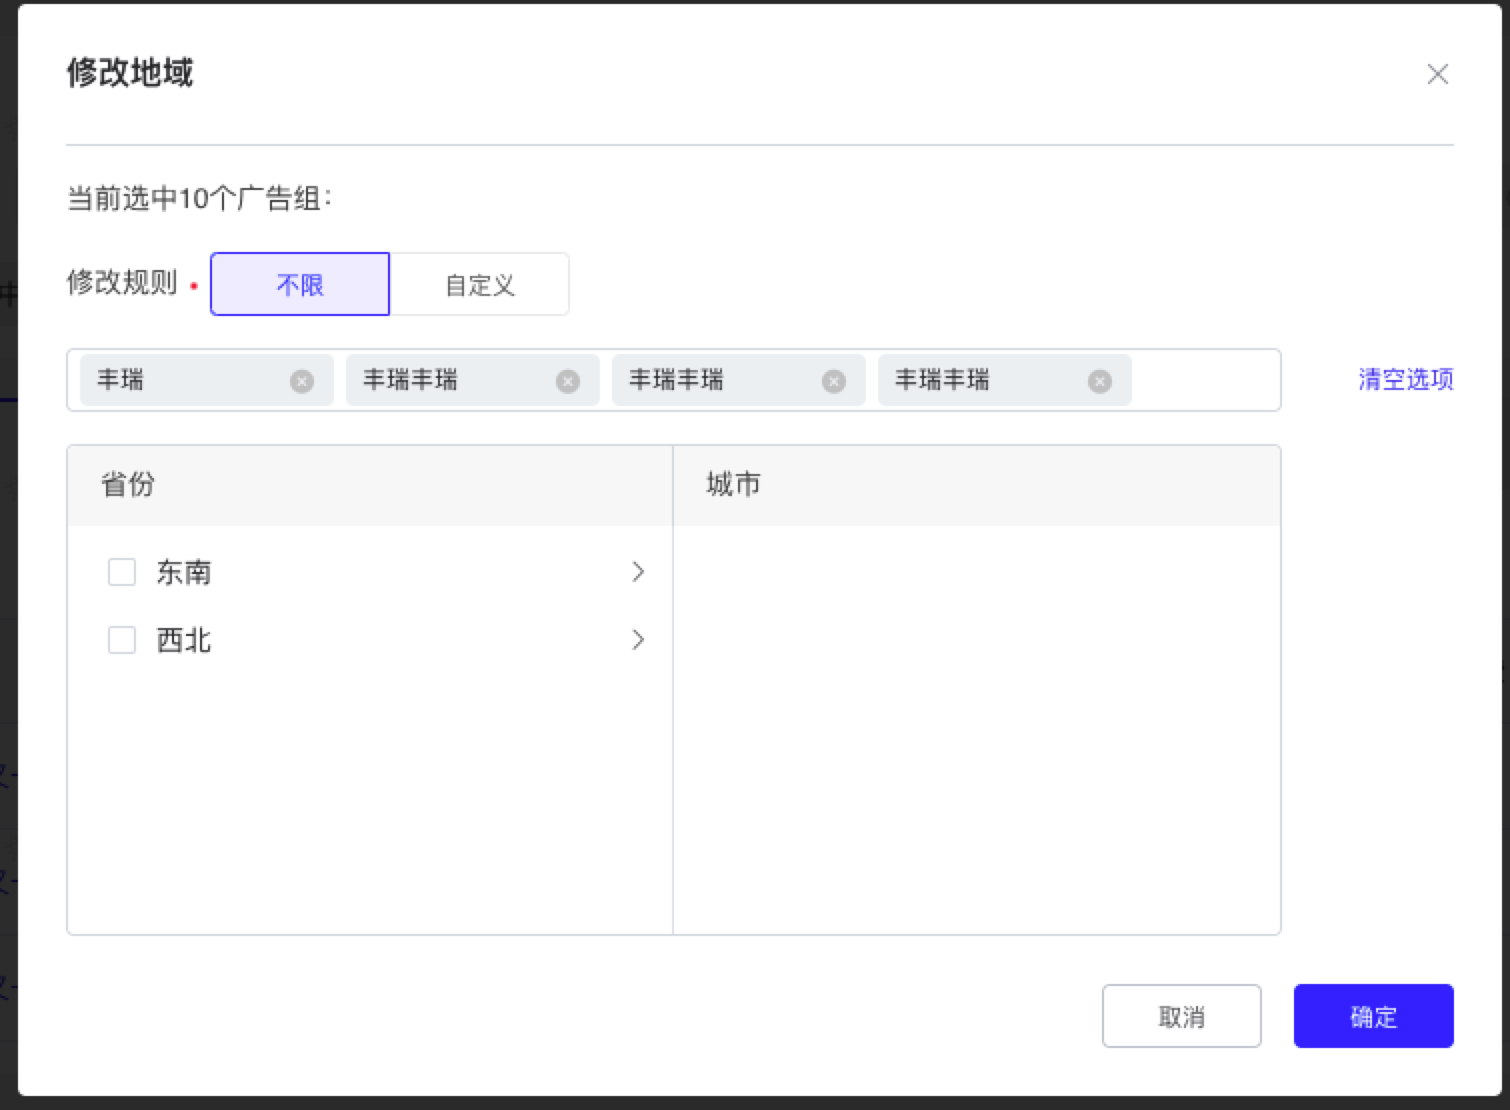 修改地域
当前选中10个广告组：
修改规则 不限 自定义
丰瑞 丰瑞丰瑞 丰瑞丰瑞 丰瑞丰瑞 清空选项
省份 城市
东南
西北
取消 确定